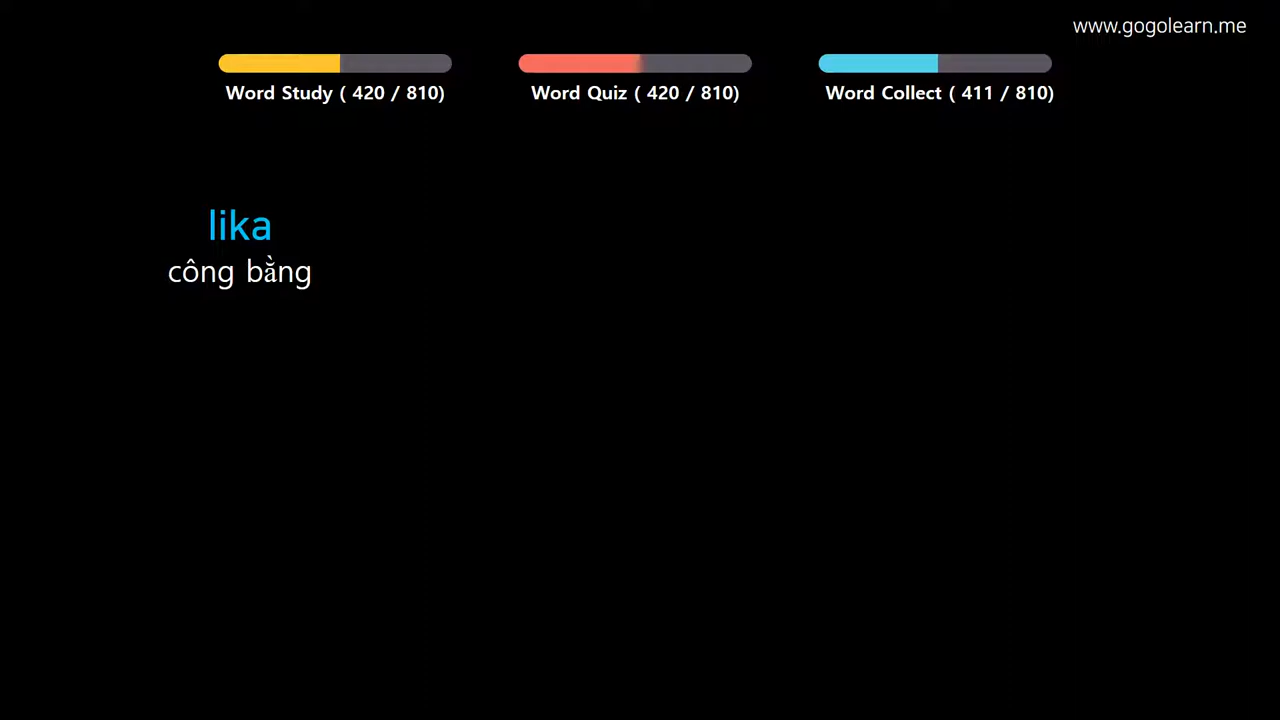 www.gogolearn.me
Word Study ( 420 / 810)
Word Quiz ( 420 / 810)
Word Collect ( 411 / 810)
lika
công bằng